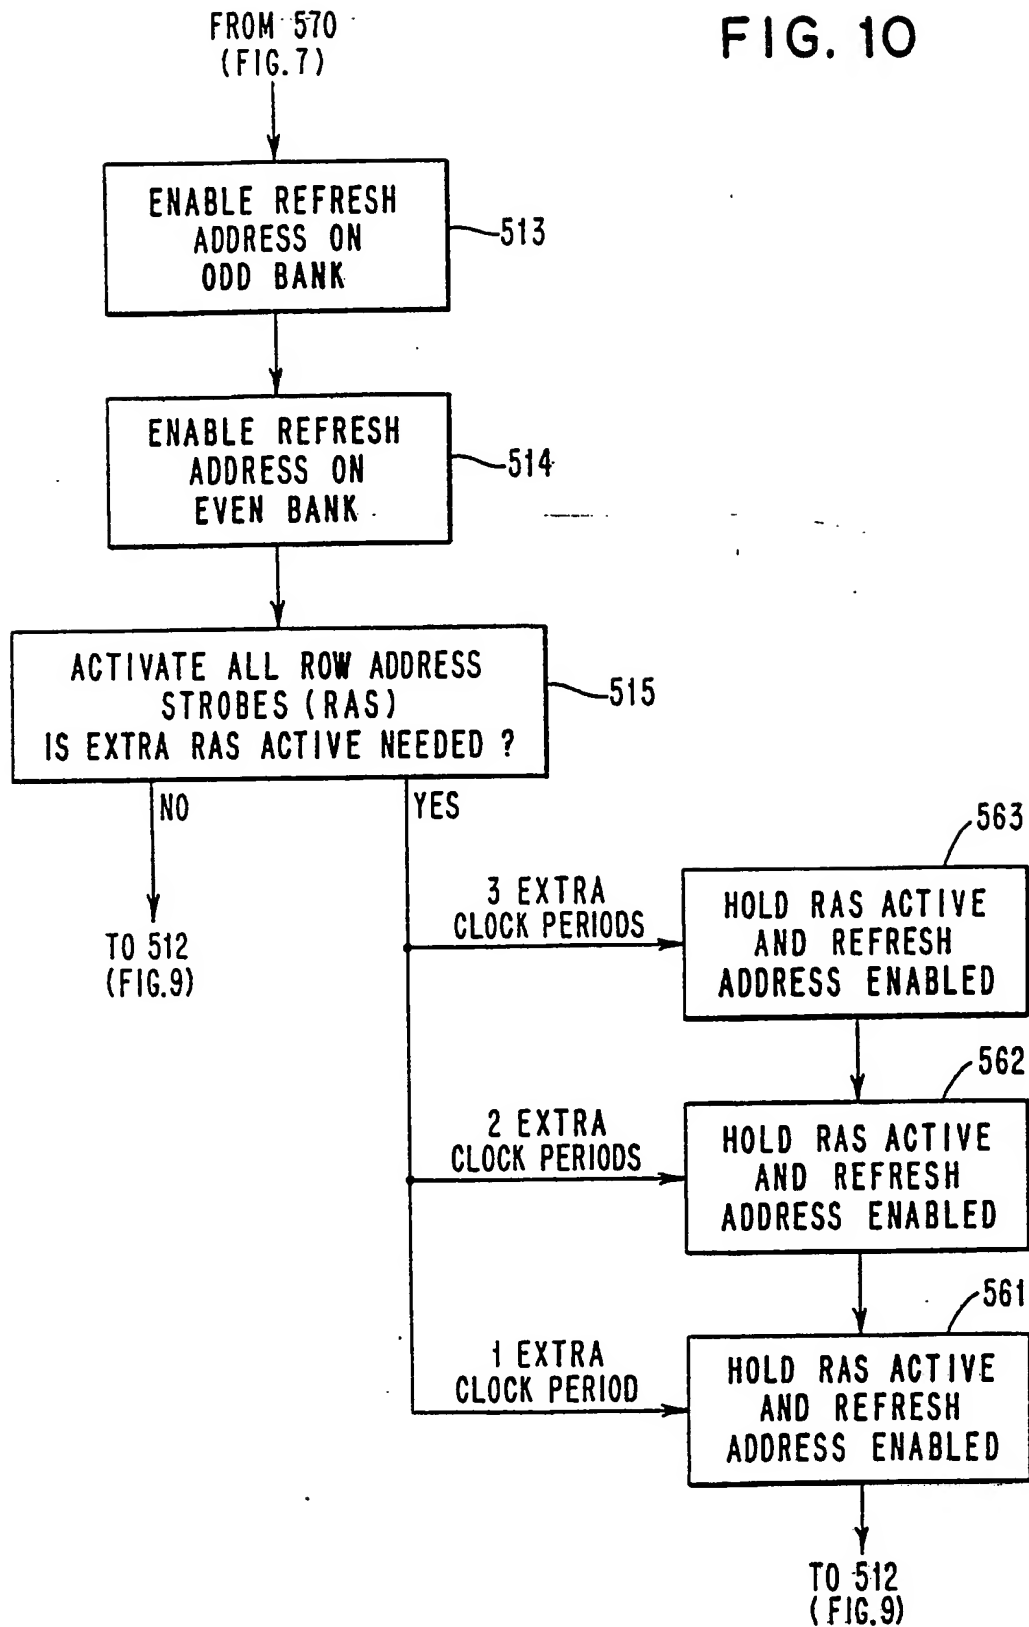 FROM 570
(FIG. 7)
FIG. 10
ENABLE REFRESH
ADDRESS ON
ODD BANK
513
ENABLE REFRESH
ADDRESS ON
EVEN BANK
514
ACTIVATE ALL ROW ADDRESS
STROBES (RAS)
IS EXTRA RAS ACTIVE NEEDED ?
515
NO
YES
TO 512
(FIG.9)
3 EXTRA
CLOCK PERIODS
563
HOLD RAS ACTIVE
AND REFRESH
ADDRESS ENABLED
2 EXTRA
CLOCK PERIODS
562
HOLD RAS ACTIVE
AND REFRESH
ADDRESS ENABLED
1 EXTRA
CLOCK PERIOD
561
HOLD RAS ACTIVE
AND REFRESH
ADDRESS ENABLED
TO 512
(FIG.9)